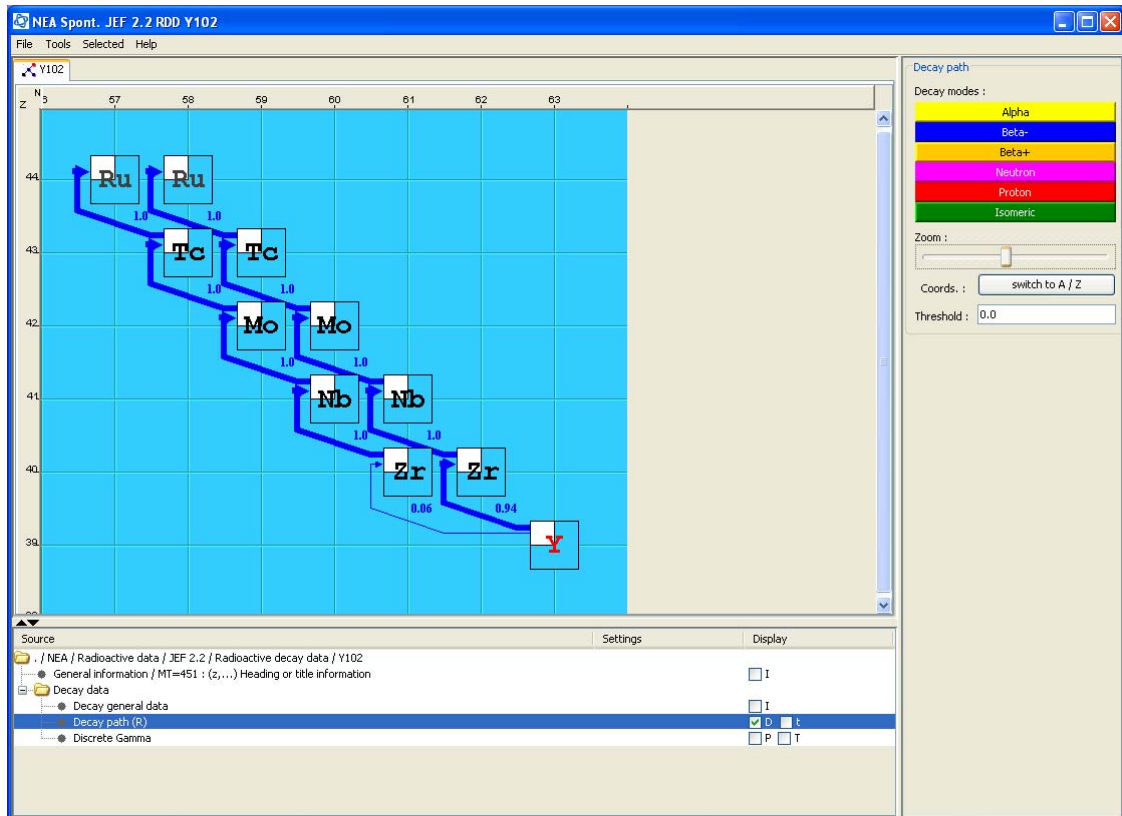 NEA Spont. JEF 2.2 RDD Y102
File Tools Selected Help
Y102
Z N 57 58 59 60 61 62 63
44
Ru Ru
1.0 1.0
43
Tc Tc
1.0 1.0
42
Mo Mo
1.0 1.0
41
Nb Nb
1.0 1.0
40
Zr Zr
0.06 0.94
39
Y
Decay path
Decay modes :
Alpha
Beta-
Beta+
Neutron
Proton
Isomeric
Zoom :
Coords. : switch to A / Z
Threshold : 0.0
Source Settings Display
. / NEA / Radioactive data / JEF 2.2 / Radioactive decay data / Y102
General information / MT=451 : (z,...) Heading or title information I
Decay data
Decay general data I
Decay path (R) D t
Discrete Gamma P T